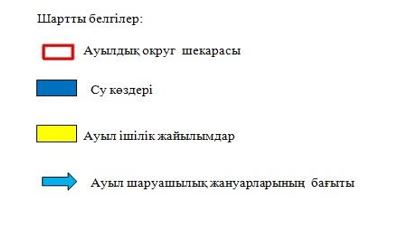 Шартты белгілер:
Ауылдық округ шекарасы
Су көздері
Ауыл ішілік жайылымдар
Ауыл шаруашылық жануарларының бағыты